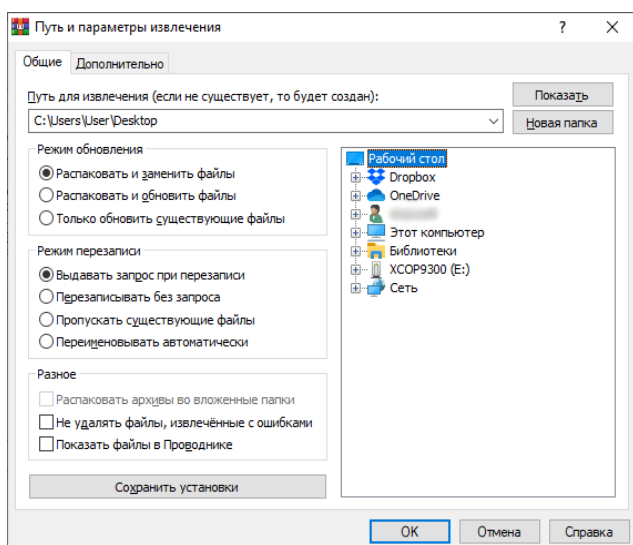 Путь и параметры извлечения
Общие
Дополнительно
Путь для извлечения (если не существует, то будет создан):
Показать
C:\Users\User\Desktop
Новая папка
Режим обновления
Распаковать и заменить файлы
Распаковать и обновить файлы
Только обновить существующие файлы
Режим перезаписи
Выдавать запрос при перезаписи
Перезаписывать без запроса
Пропускать существующие файлы
Переименовывать автоматически
Разное
Распаковать архивы во вложенные папки
Не удалять файлы, извлечённые с ошибками
Показать файлы в Проводнике
Сохранить установки
Рабочий стол
Dropbox
OneDrive
Этот компьютер
Библиотеки
XCOP9300 (E:)
Сеть
OK
Отмена
Справка